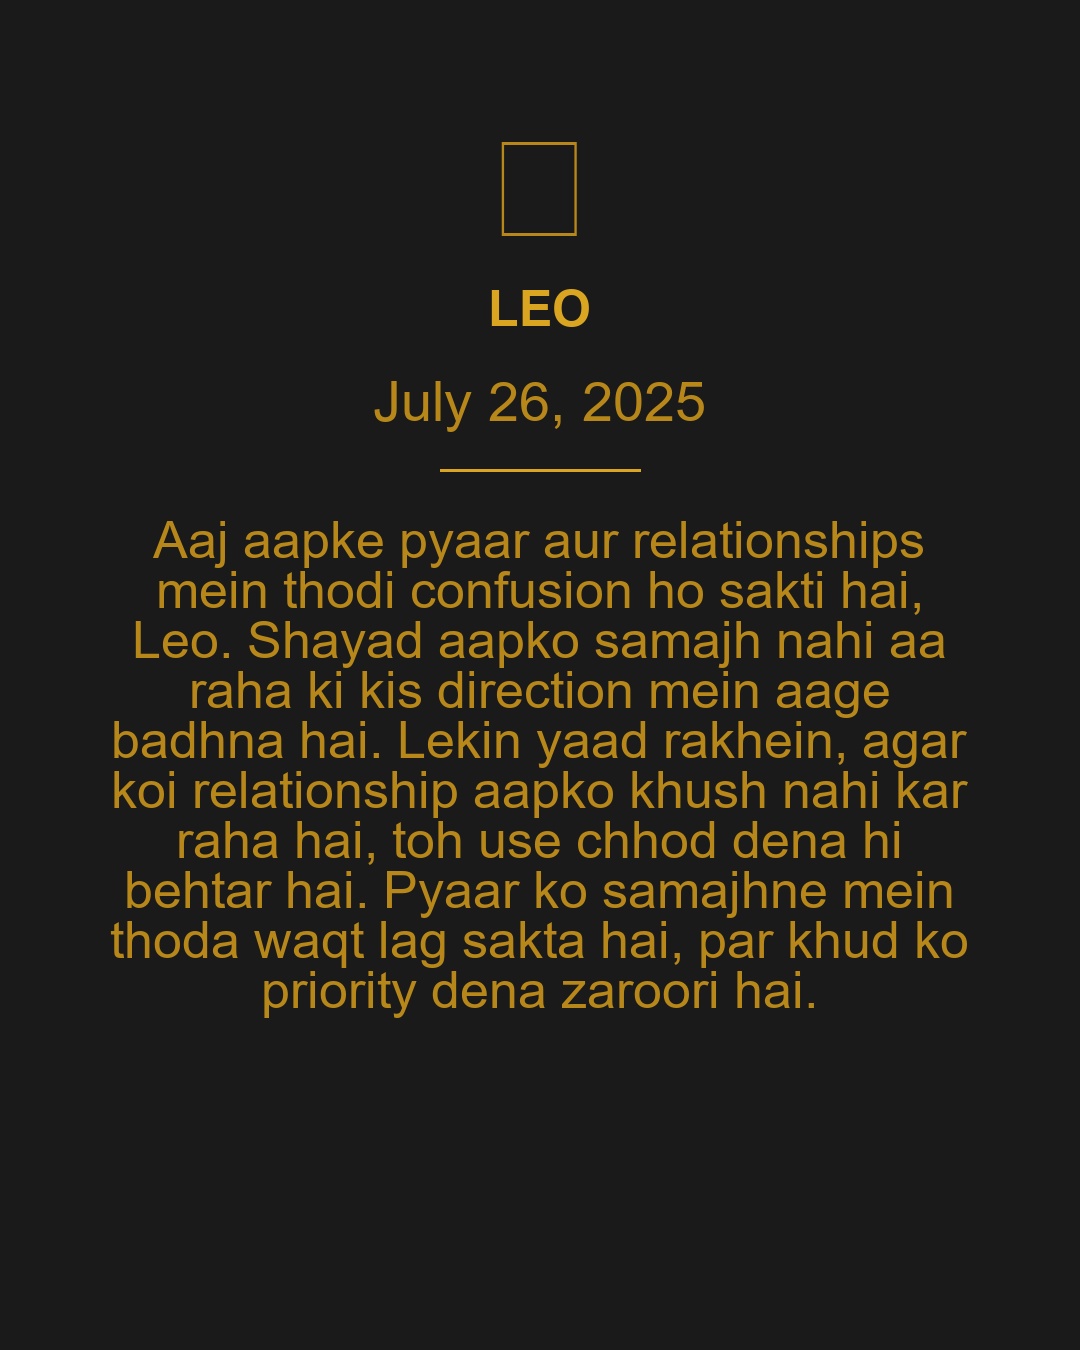 LEO
July 26, 2025
Aaj aapke pyaar aur relationships
mein thodi confusion ho sakti hai,
Leo. Shayad aapko samajh nahi aa
raha ki kis direction mein aage
badhna hai. Lekin yaad rakhein, agar
koi relationship aapko khush nahi kar
raha hai, toh use chhod dena hi
behtar hai. Pyaar ko samajhne mein
thoda waqt lag sakta hai, par khud ko
priority dena zaroori hai.